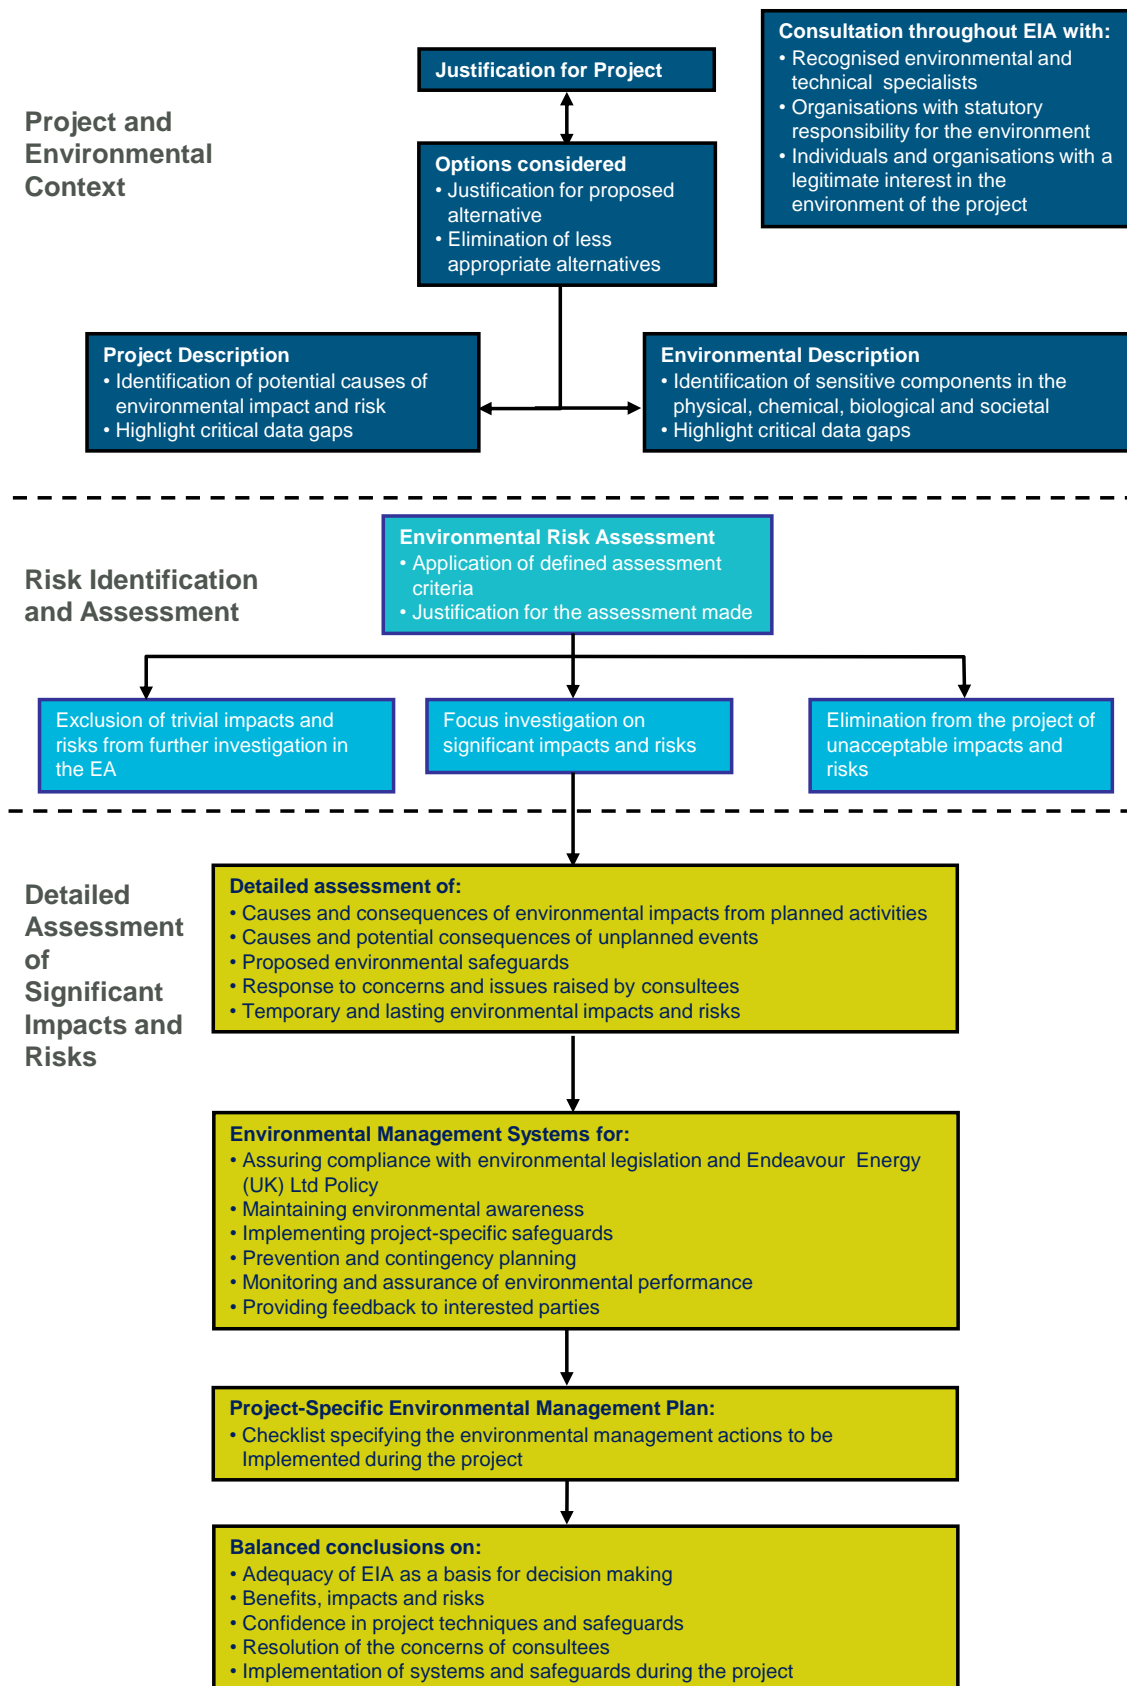 Consultation throughout EIA with:
• Recognised environmental and
technical specialists
• Organisations with statutory
responsibility for the environment
• Individuals and organisations with a
legitimate interest in the
environment of the project
Justification for Project
Project and
Environmental
Context
Options considered
• Justification for proposed
alternative
• Elimination of less
appropriate alternatives
Project Description
• Identification of potential causes of
environmental impact and risk
• Highlight critical data gaps
Environmental Description
• Identification of sensitive components in the
physical, chemical, biological and societal
• Highlight critical data gaps
Risk Identification
and Assessment
Environmental Risk Assessment
• Application of defined assessment
criteria
• Justification for the assessment made
Exclusion of trivial impacts and
risks from further investigation in
the EA
Focus investigation on
significant impacts and risks
Elimination from the project of
unacceptable impacts and
risks
Detailed
Assessment
of
Significant
Impacts and
Risks
Detailed assessment of:
• Causes and consequences of environmental impacts from planned activities
• Causes and potential consequences of unplanned events
• Proposed environmental safeguards
• Response to concerns and issues raised by consultees
• Temporary and lasting environmental impacts and risks
Environmental Management Systems for:
• Assuring compliance with environmental legislation and Endeavour Energy
(UK) Ltd Policy
• Maintaining environmental awareness
• Implementing project-specific safeguards
• Prevention and contingency planning
• Monitoring and assurance of environmental performance
• Providing feedback to interested parties
Project-Specific Environmental Management Plan:
• Checklist specifying the environmental management actions to be
Implemented during the project
Balanced conclusions on:
• Adequacy of EIA as a basis for decision making
• Benefits, impacts and risks
• Confidence in project techniques and safeguards
• Resolution of the concerns of consultees
• Implementation of systems and safeguards during the project